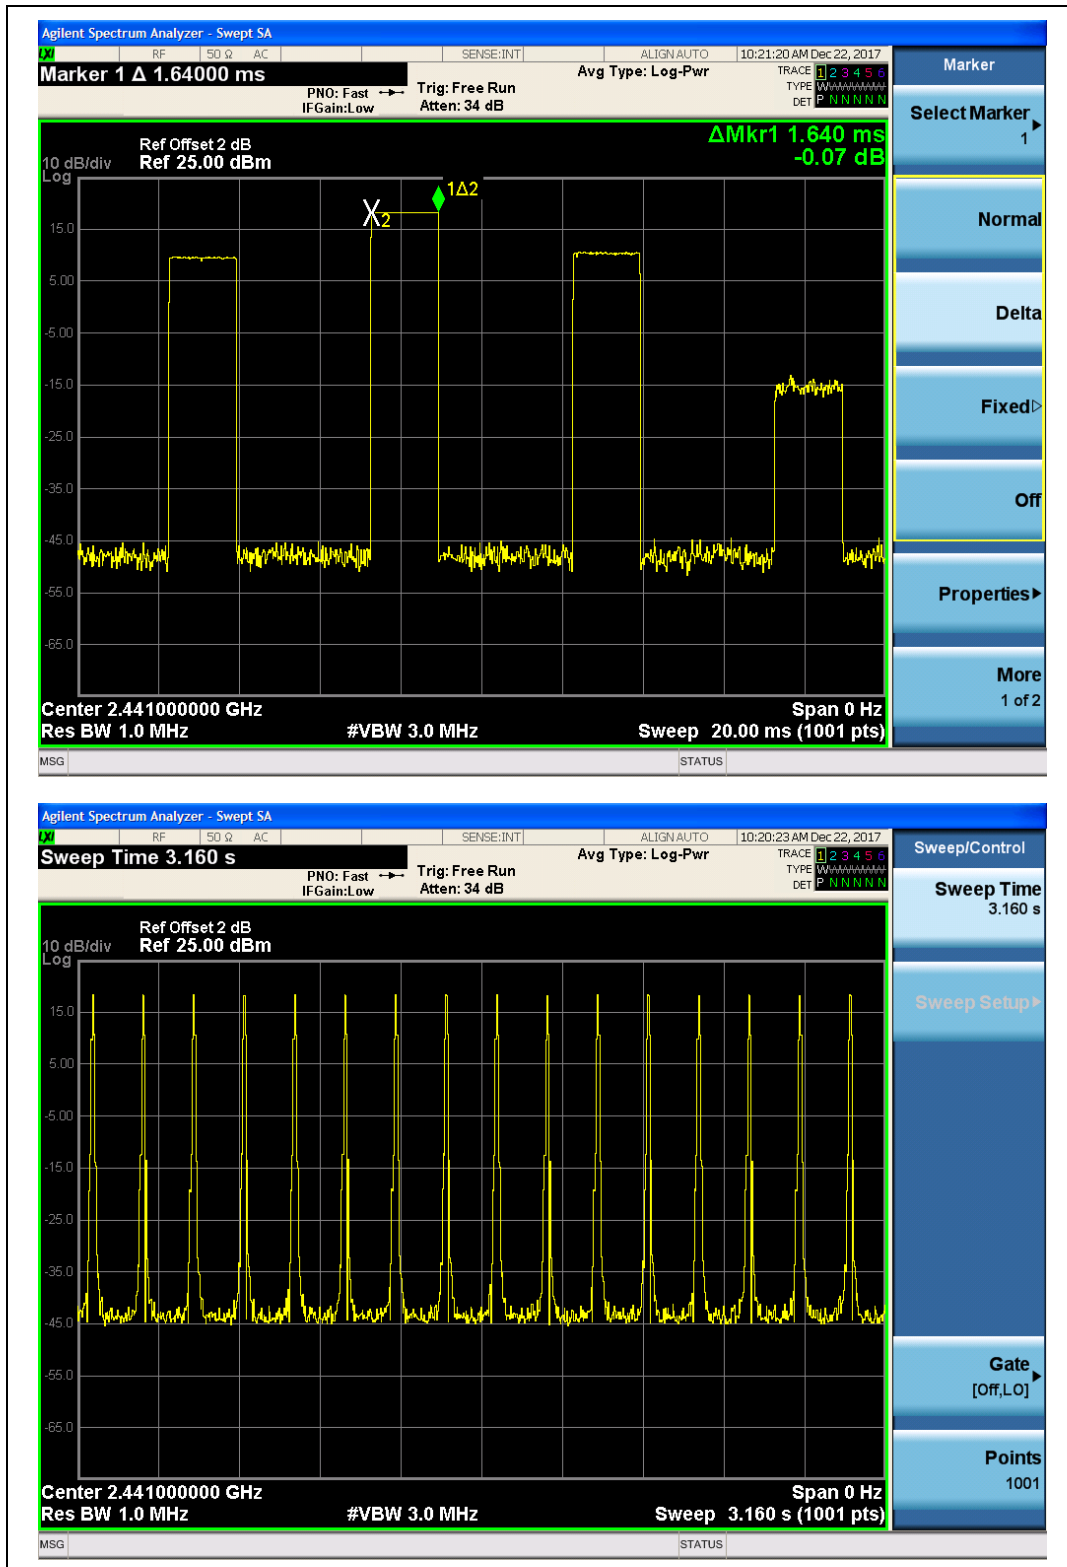 Agilent Spectrum Analyzer - Swept SA
LXI RF 50 Ω AC SENSE:INT ALIGN AUTO 10:21:20 AM Dec 22, 2017
Marker 1 Δ 1.64000 ms
PNO: Fast
IFGain:Low
Trig: Free Run
Atten: 34 dB
Avg Type: Log-Pwr
TRACE 1 2 3 4 5 6
TYPE
DET P N N N N N
Ref Offset 2 dB
10 dB/div Ref 25.00 dBm
Log
ΔMkr1 1.640 ms
-0.07 dB
1Δ2
2
15.0
5.00
-5.00
-15.0
-25.0
-35.0
-45.0
-55.0
-65.0
Center 2.441000000 GHz Span 0 Hz
Res BW 1.0 MHz #VBW 3.0 MHz Sweep 20.00 ms (1001 pts)
MSG STATUS
Marker
Select Marker
1
Normal
Delta
Fixed
Off
Properties
More
1 of 2
Agilent Spectrum Analyzer - Swept SA
LXI RF 50 Ω AC SENSE:INT ALIGN AUTO 10:20:23 AM Dec 22, 2017
Sweep Time 3.160 s
PNO: Fast
IFGain:Low
Trig: Free Run
Atten: 34 dB
Avg Type: Log-Pwr
TRACE 1 2 3 4 5 6
TYPE
DET P N N N N N
Ref Offset 2 dB
10 dB/div Ref 25.00 dBm
Log
15.0
5.00
-5.00
-15.0
-25.0
-35.0
-45.0
-55.0
-65.0
Center 2.441000000 GHz Span 0 Hz
Res BW 1.0 MHz #VBW 3.0 MHz Sweep 3.160 s (1001 pts)
MSG STATUS
Sweep/Control
Sweep Time
3.160 s
Sweep Setup
Gate
[Off,LO]
Points
1001